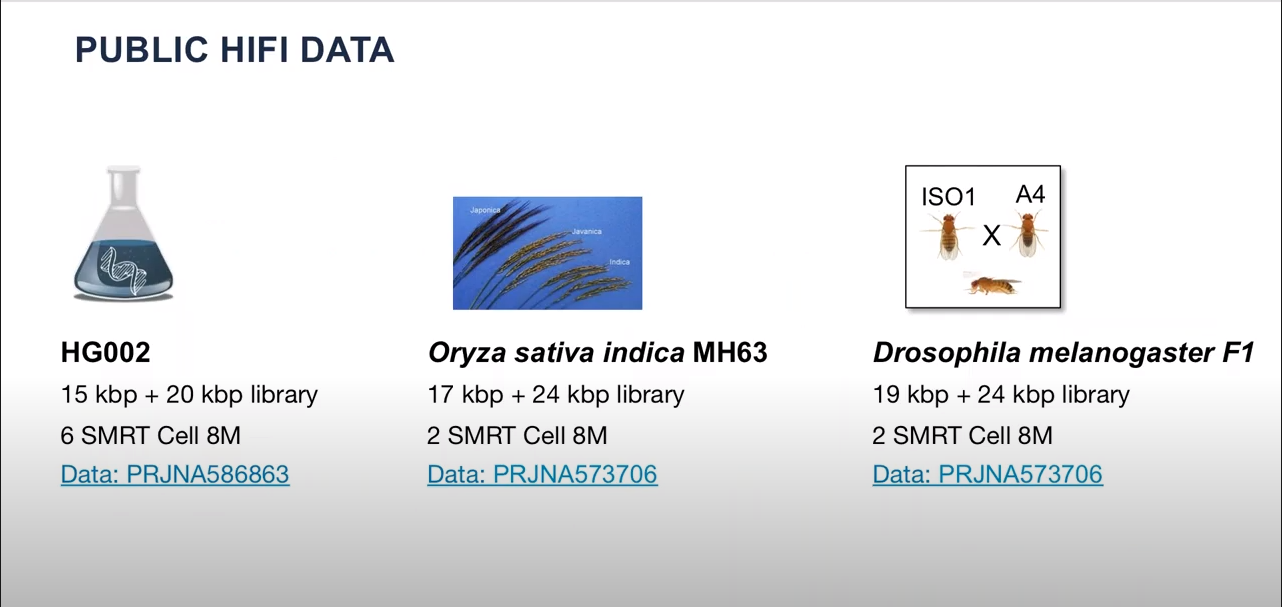 PUBLIC HIFI DATA
Japonica
Javanica
Indica
ISO1
A4
X
HG002
15 kbp + 20 kbp library
6 SMRT Cell 8M
Data: PRJNA586863
Oryza sativa indica MH63
17 kbp + 24 kbp library
2 SMRT Cell 8M
Data: PRJNA573706
Drosophila melanogaster F1
19 kbp + 24 kbp library
2 SMRT Cell 8M
Data: PRJNA573706